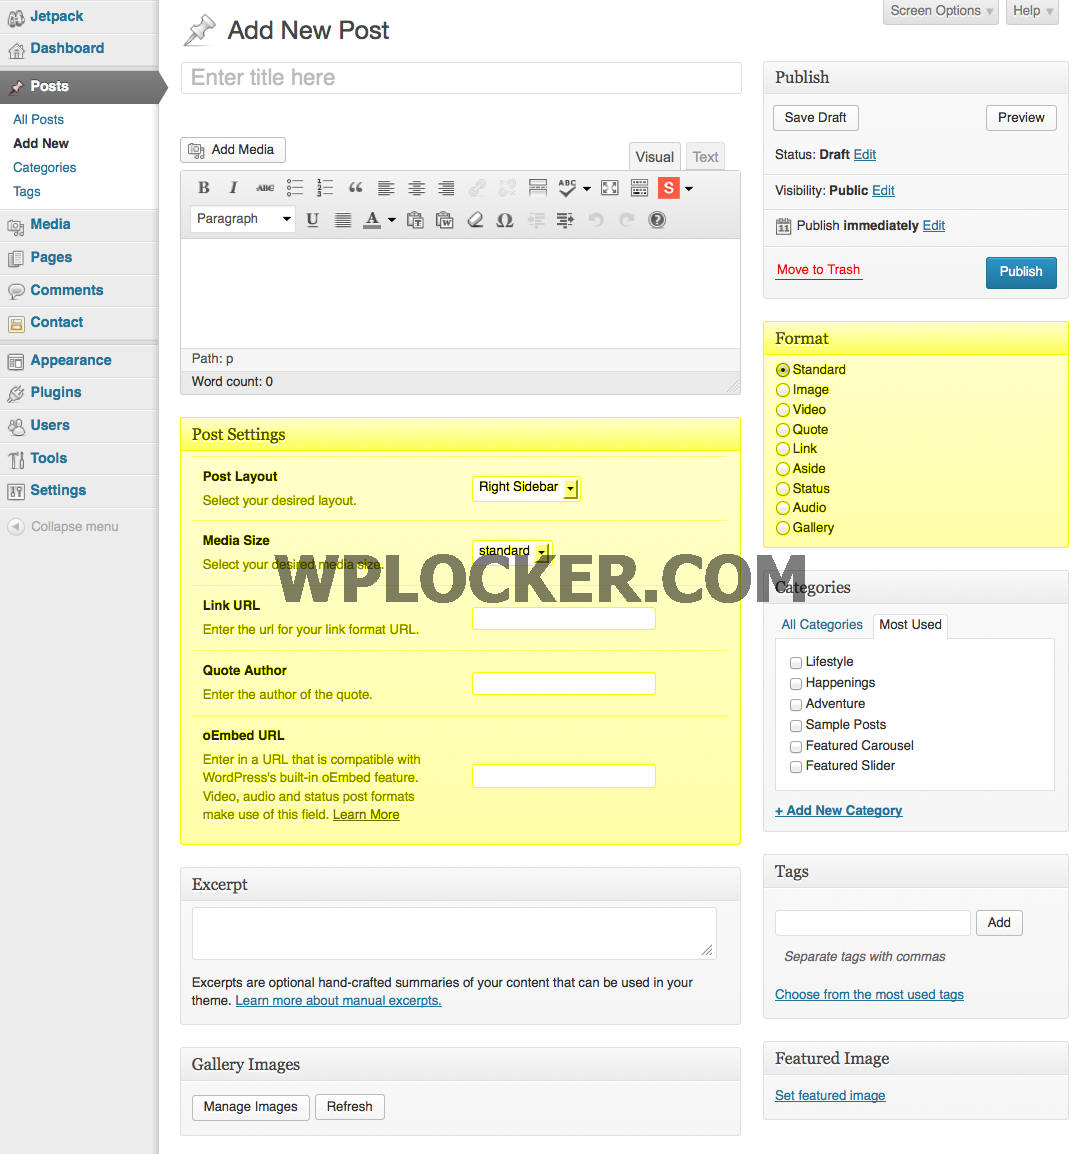 Jetpack
Dashboard
Posts
All Posts
Add New
Categories
Tags
Media
Pages
Comments
Contact
Appearance
Plugins
Users
Tools
Settings
Collapse menu
Screen Options
Help
Add New Post
Enter title here
Add Media
Visual
Text
B I ABC ABC S
Paragraph U A T W Ω ?
Path: p
Word count: 0
Post Settings
Post Layout
Select your desired layout.
Right Sidebar
Media Size
Select your desired media size.
standard
WPLOCKER.COM
Link URL
Enter the url for your link format URL.
Quote Author
Enter the author of the quote.
oEmbed URL
Enter in a URL that is compatible with
WordPress's built-in oEmbed feature.
Video, audio and status post formats
make use of this field. Learn More
Excerpt
Excerpts are optional hand-crafted summaries of your content that can be used in your
theme. Learn more about manual excerpts.
Gallery Images
Manage Images
Refresh
Publish
Save Draft
Preview
Status: Draft Edit
Visibility: Public Edit
11 Publish immediately Edit
Move to Trash
Publish
Format
Standard
Image
Video
Quote
Link
Aside
Status
Audio
Gallery
Categories
All Categories
Most Used
Lifestyle
Happenings
Adventure
Sample Posts
Featured Carousel
Featured Slider
+ Add New Category
Tags
Add
Separate tags with commas
Choose from the most used tags
Featured Image
Set featured image